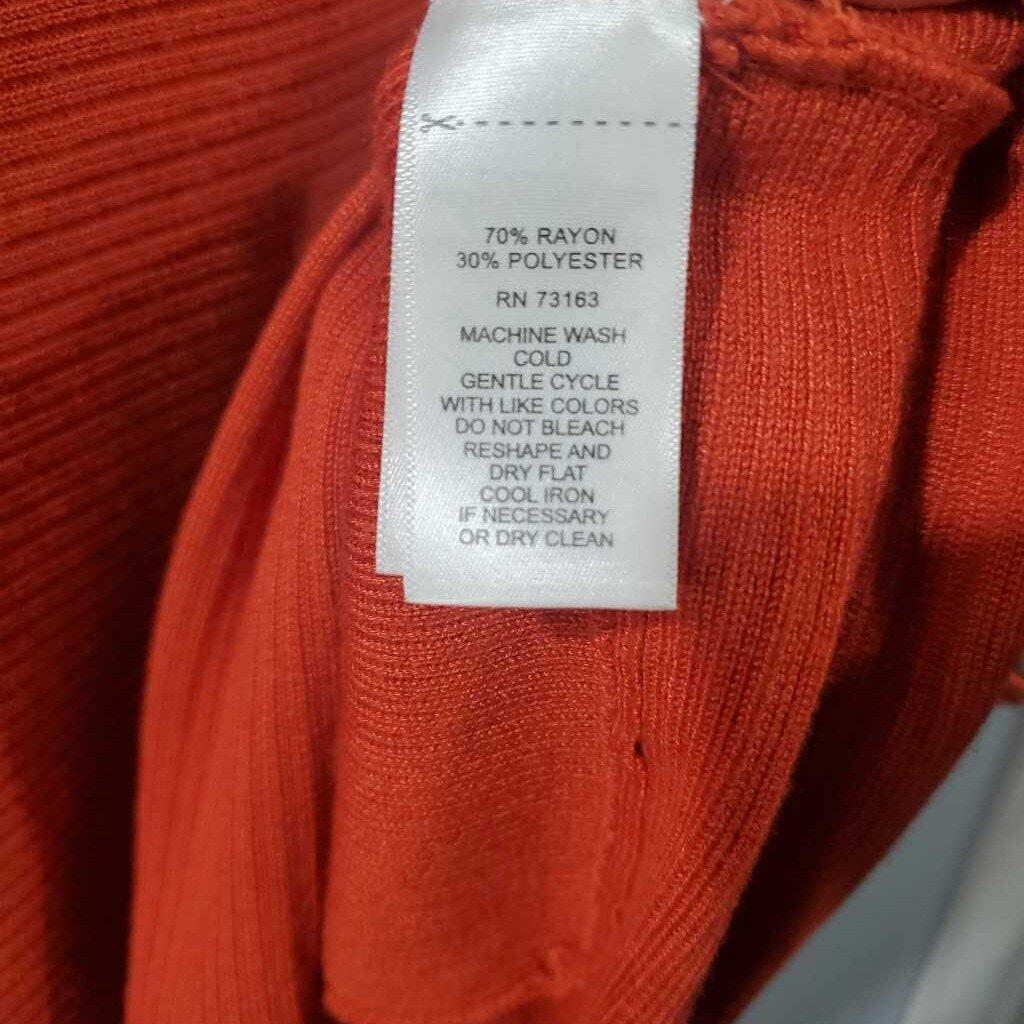 70% RAYON
30% POLYESTER
RN 73163
MACHINE WASH
COLD
GENTLE CYCLE
WITH LIKE COLORS
DO NOT BLEACH
RESHAPE AND
DRY FLAT
COOL IRON
IF NECESSARY
OR DRY CLEAN